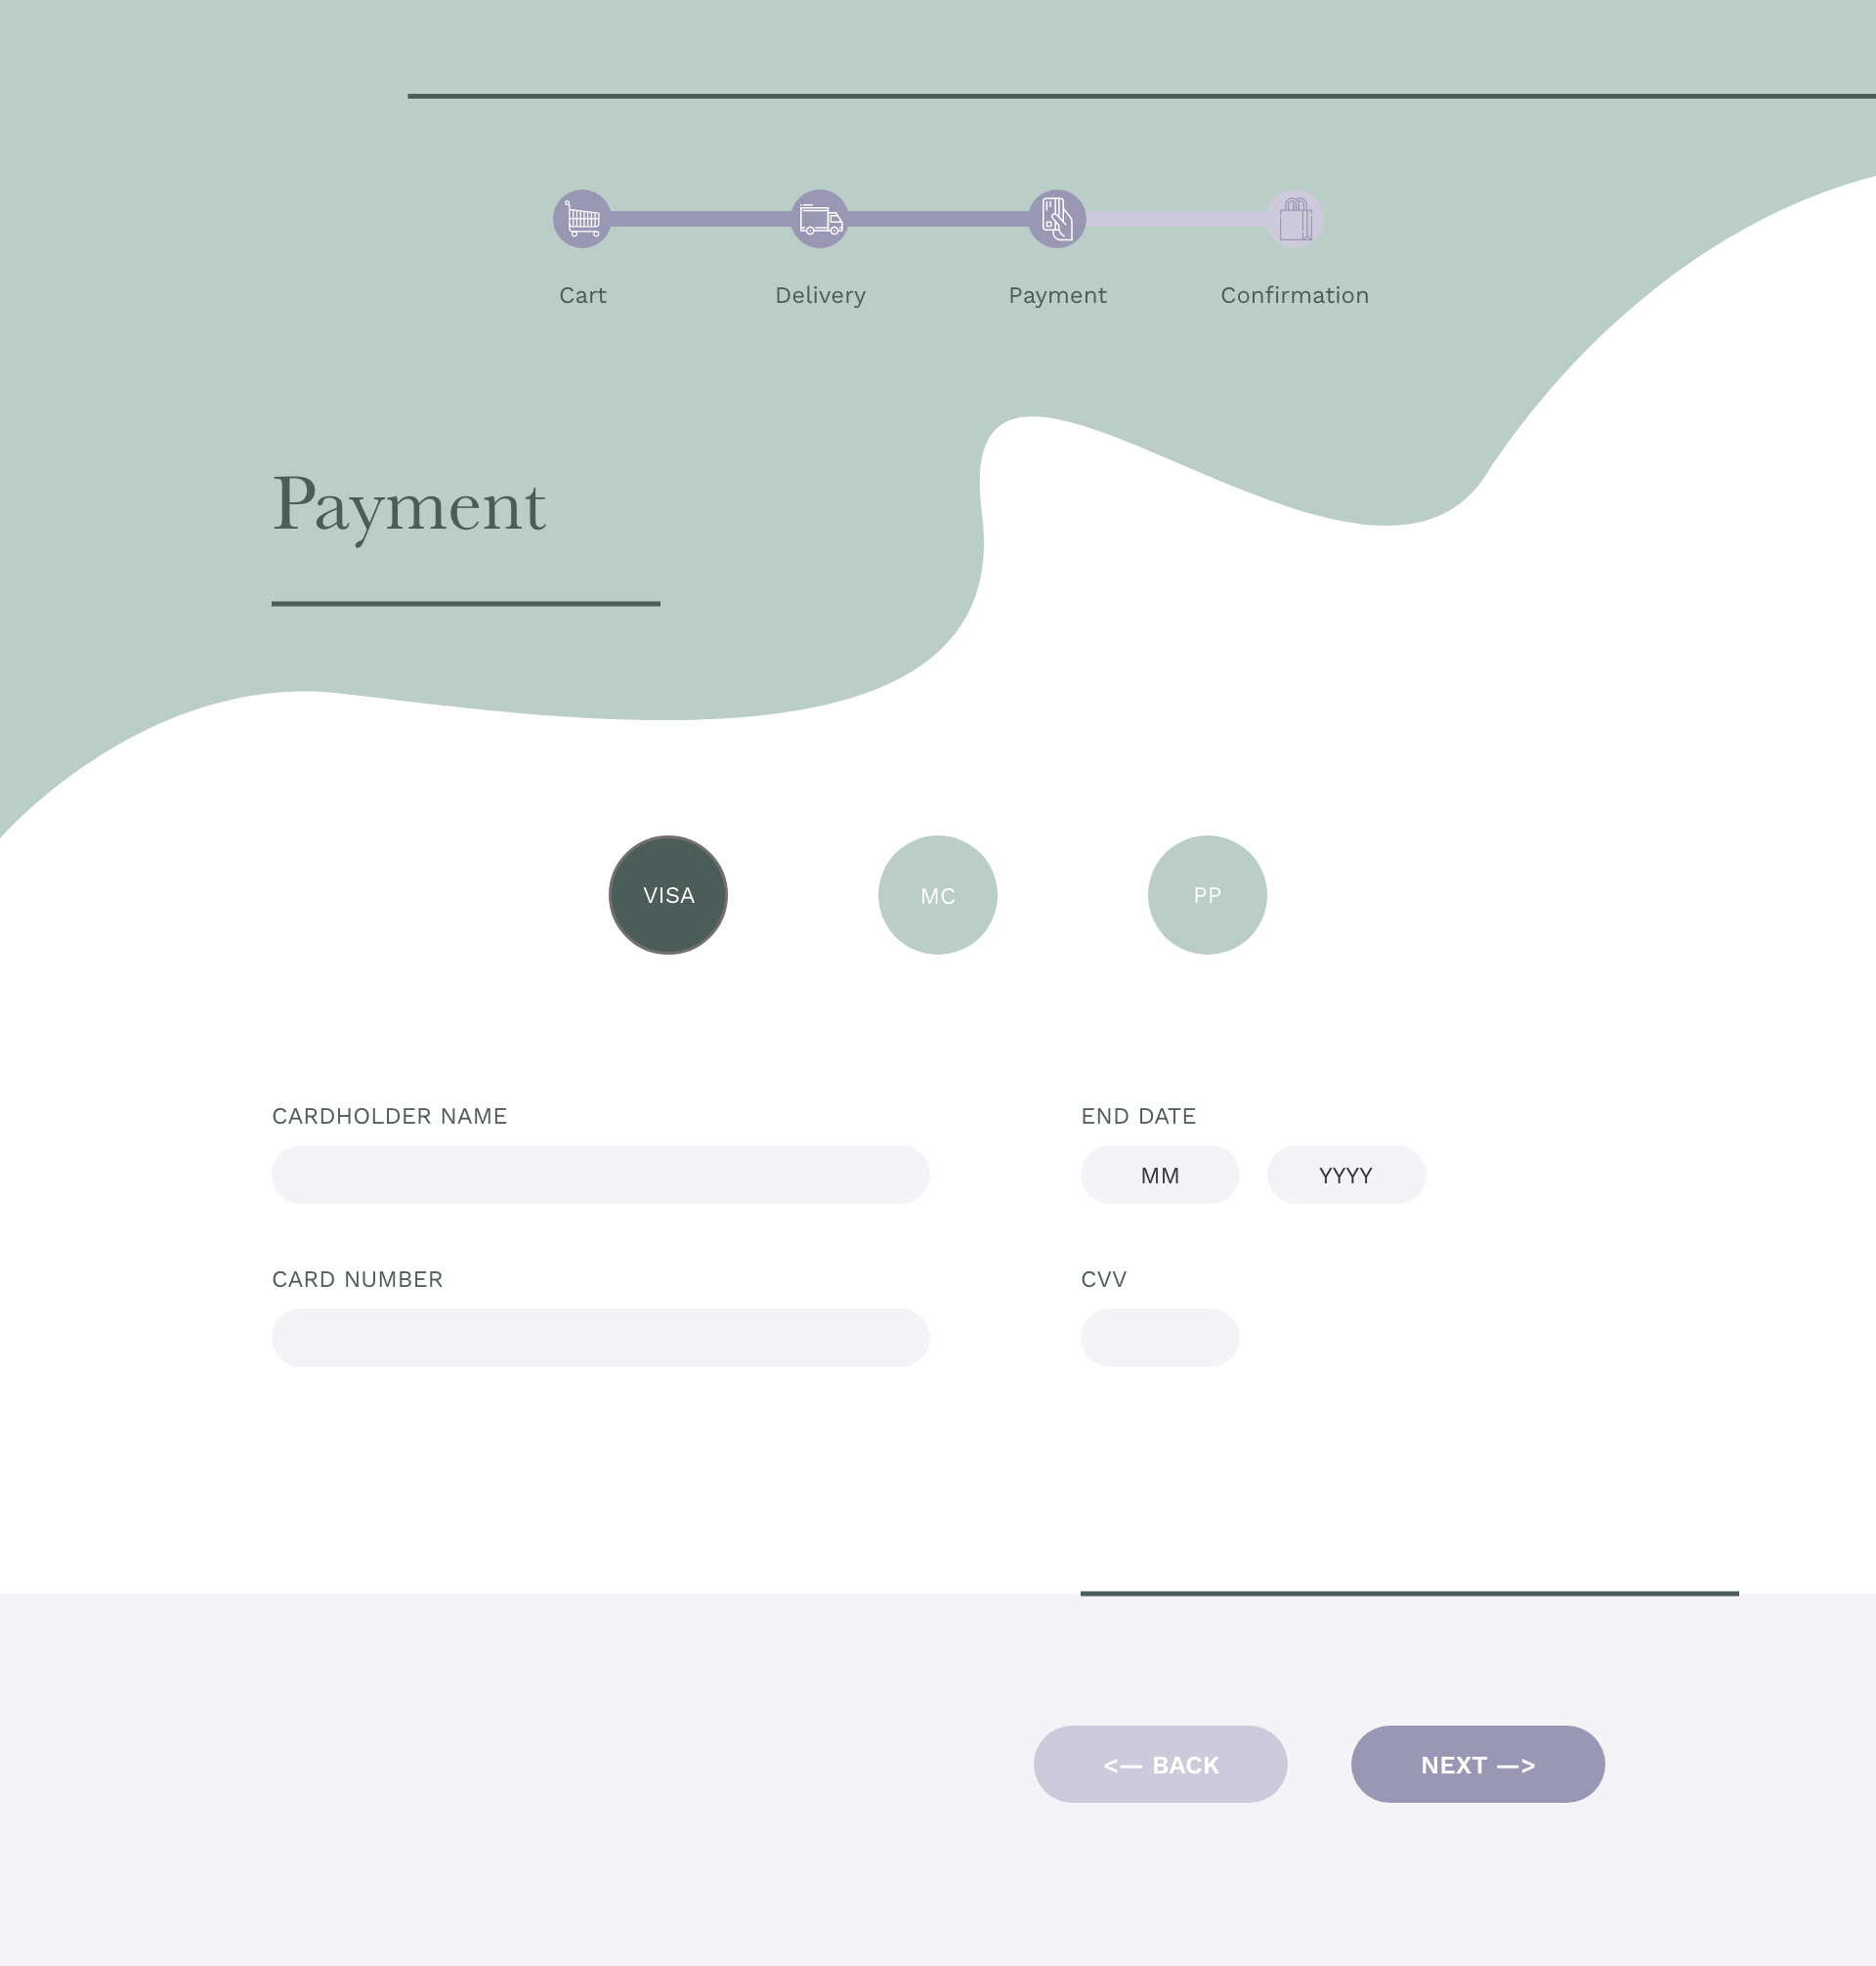 Cart Delivery Payment Confirmation
Payment
VISA MC PP
CARDHOLDER NAME END DATE
MM YYYY
CARD NUMBER CVV
<— BACK NEXT —>